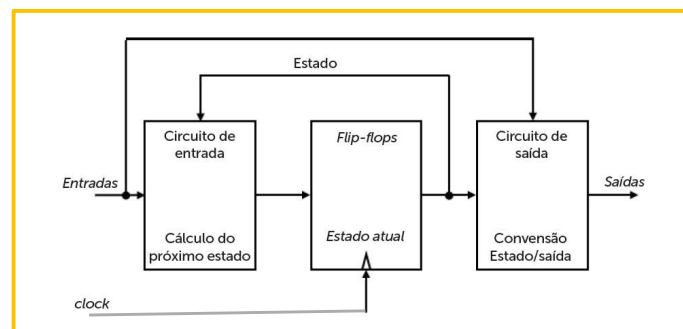 Estado
Circuito de
entrada
Flip-flops
Circuito de
saída
Entradas
Saídas
Cálculo do
próximo estado
Estado atual
Convensão
Estado/saída
clock